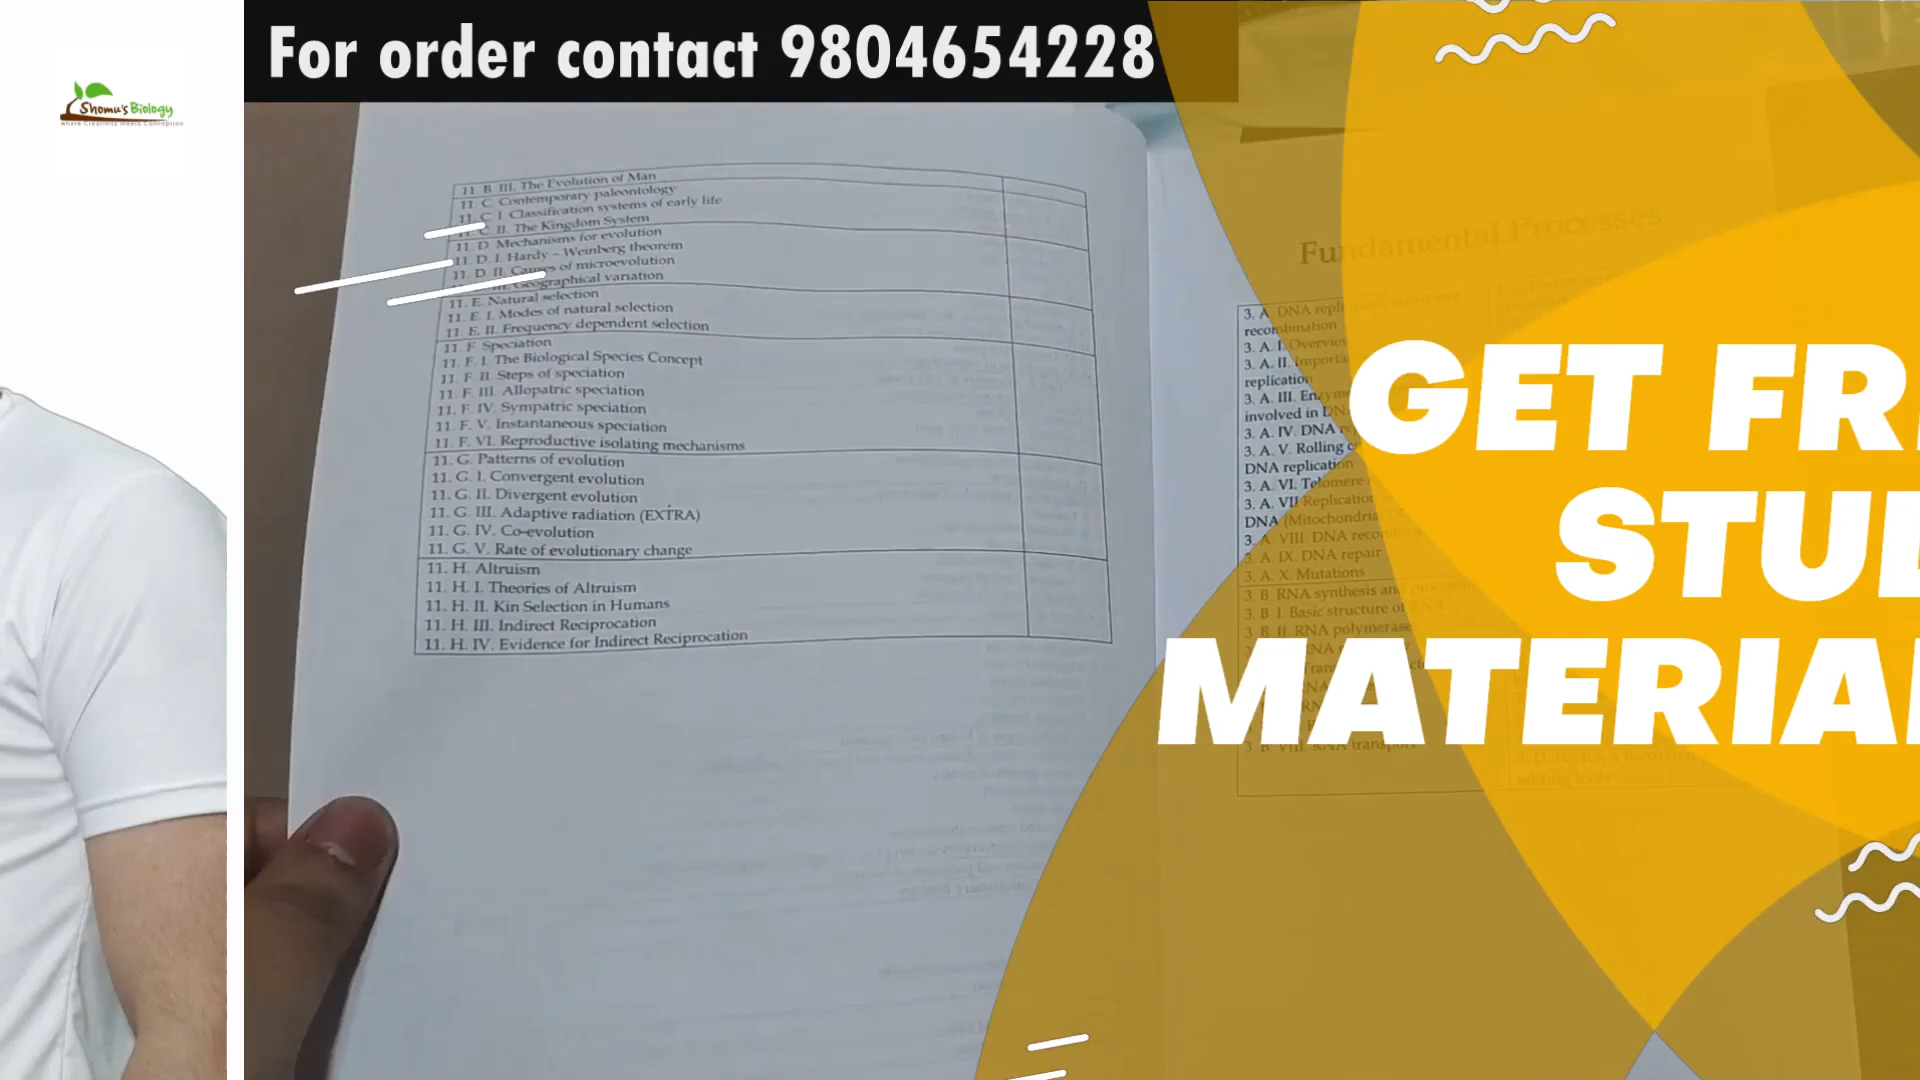 For order contact 9804654228
Shomu's Biology
where Creativity meets Conception
11. B III. The Evolution of Man
11. C. Contemporary paleontology
11. C I. Classification systems of early life
C II. The Kingdom System
11. D Mechanisms for evolution
11. D. I. Hardy – Weinberg theorem
11. D II. Causes of microevolution
III. Geographical variation
11. E. Natural selection
11. E. I. Modes of natural selection
11. E. II. Frequency dependent selection
11. F Speciation
11. F. I. The Biological Species Concept
11. F. II. Steps of speciation
11. F. III. Allopatric speciation
11. F. IV. Sympatric speciation
11. F. V. Instantaneous speciation
11. F. VI. Reproductive isolating mechanisms
11. G. Patterns of evolution
11. G. I. Convergent evolution
11. G. II. Divergent evolution
11. G. III. Adaptive radiation (EXTRA)
11. G. IV. Co-evolution
11. G. V. Rate of evolutionary change
11. H. Altruism
11. H. I. Theories of Altruism
11. H. II. Kin Selection in Humans
11. H. III. Indirect Reciprocation
11. H. IV. Evidence for Indirect Reciprocation
Fundamental Processes
3. A DNA
recombination
3. A. I. Overview
3. A. II.
replication
3. A. III.
involved in
3. A. IV. DNA
3. A. V. Rolling
DNA replication
3. A. VI. Telomere
3. A. VII Replication
DNA (Mitochondria
3. A. VIII. DNA
3. A. IX. DNA repair
3. A. X. Mutations
3. B RNA synthesis and
3. B I. Basic structure of
3. B. II. RNA polymerase
3. B. VIII. RNA transport
GET FR
STU
MATERIA